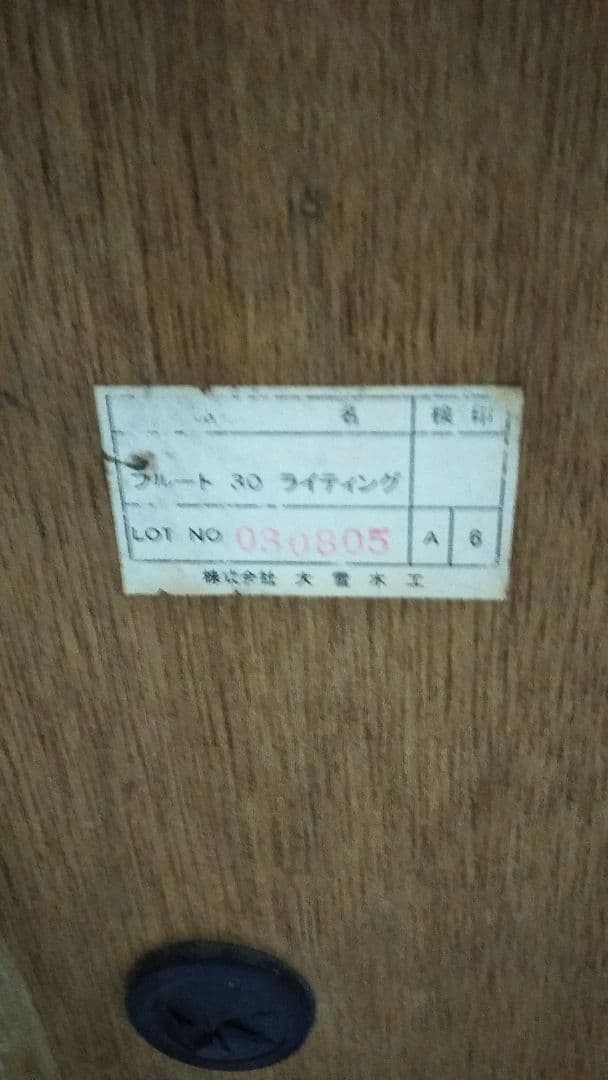 名 検印
フルート 30 ライティング
LOT NO 030805 A 6
株式会社 大雪木工